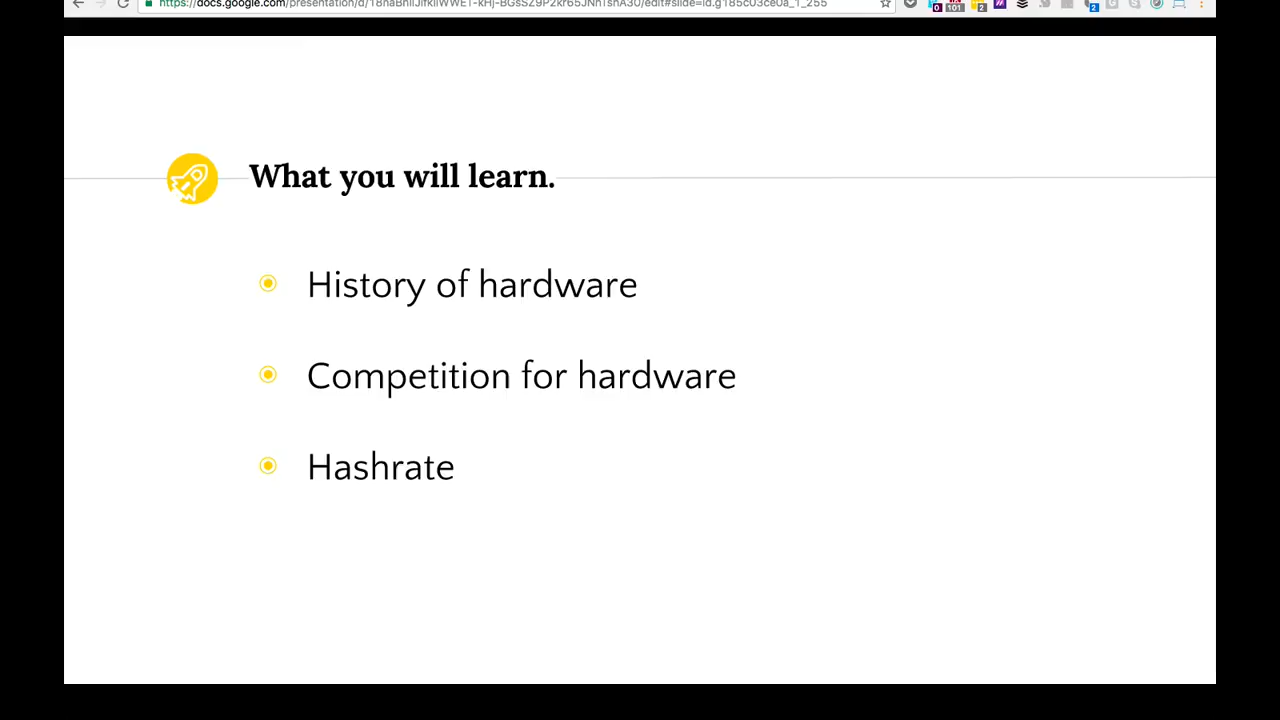 What you will learn.
History of hardware
Competition for hardware
Hashrate